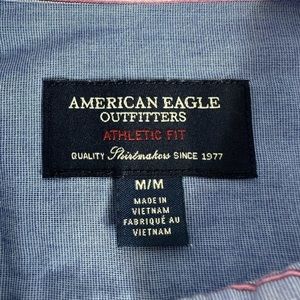 AMERICAN EAGLE
OUTFITTERS
ATHLETIC FIT
QUALITY Shirtmakers SINCE 1977
M/M
MADE IN
VIETNAM
FABRIQUÉ AU
VIETNAM